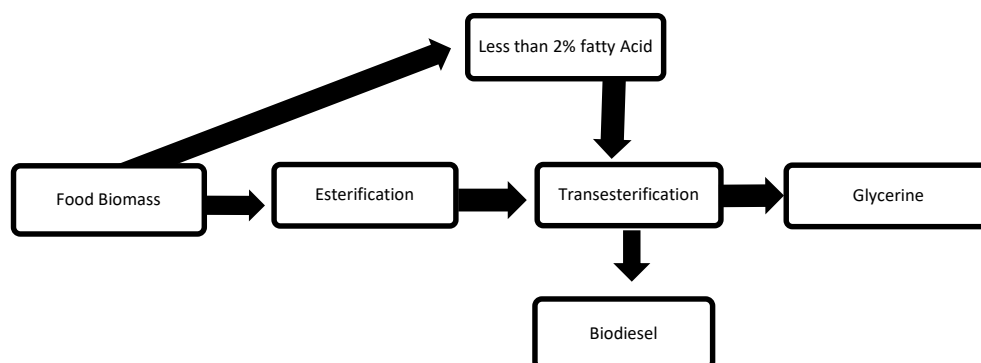 Less than 2% fatty Acid
Food Biomass
Esterification
Transesterification
Glycerine
Biodiesel